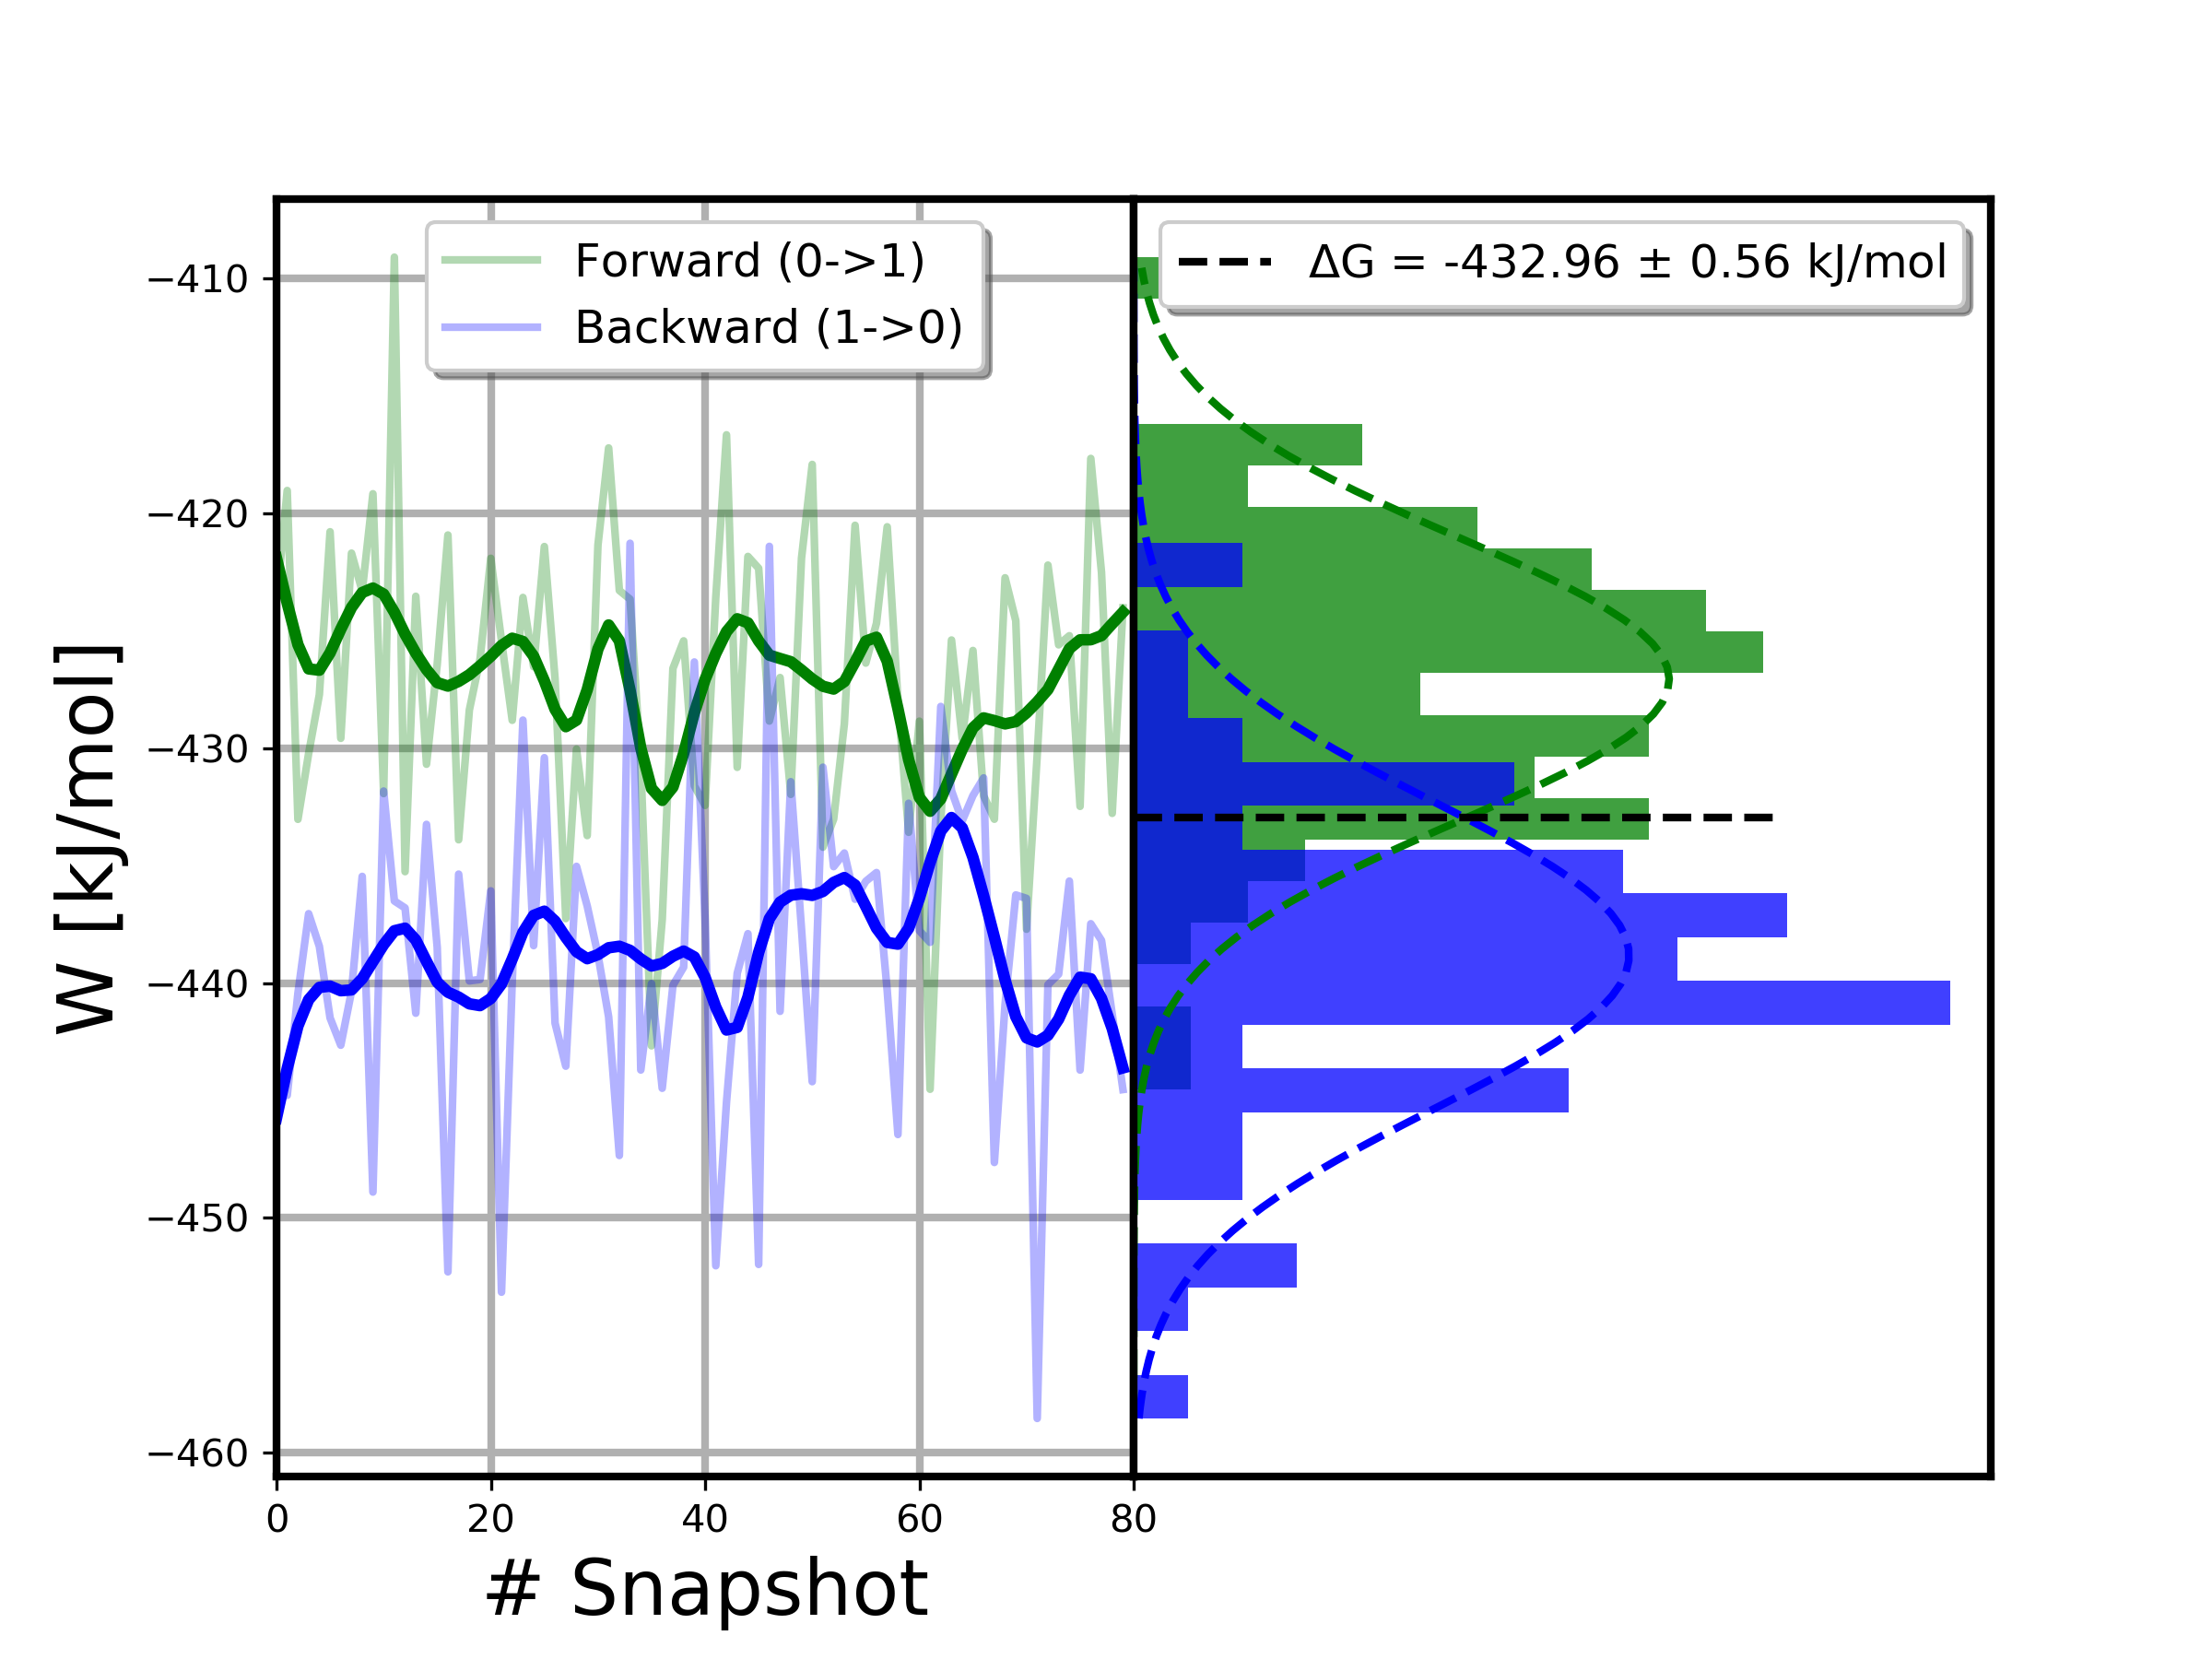 Forward (0->1)
Backward (1->0)
ΔG = -432.96 ± 0.56 kJ/mol
W [kJ/mol]
−410
−420
−430
−440
−450
−460
0 20 40 60 80
# Snapshot